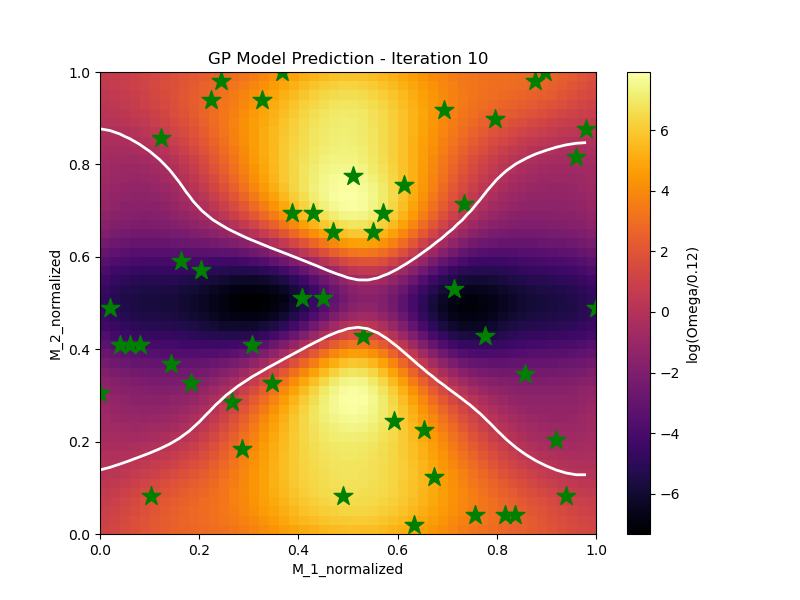 GP Model Prediction - Iteration 10
1.0
0.8
0.6
0.4
0.2
0.0
M_2_normalized
0.0 0.2 0.4 0.6 0.8 1.0
M_1_normalized
6
4
2
0
−2
−4
−6
log(Omega/0.12)